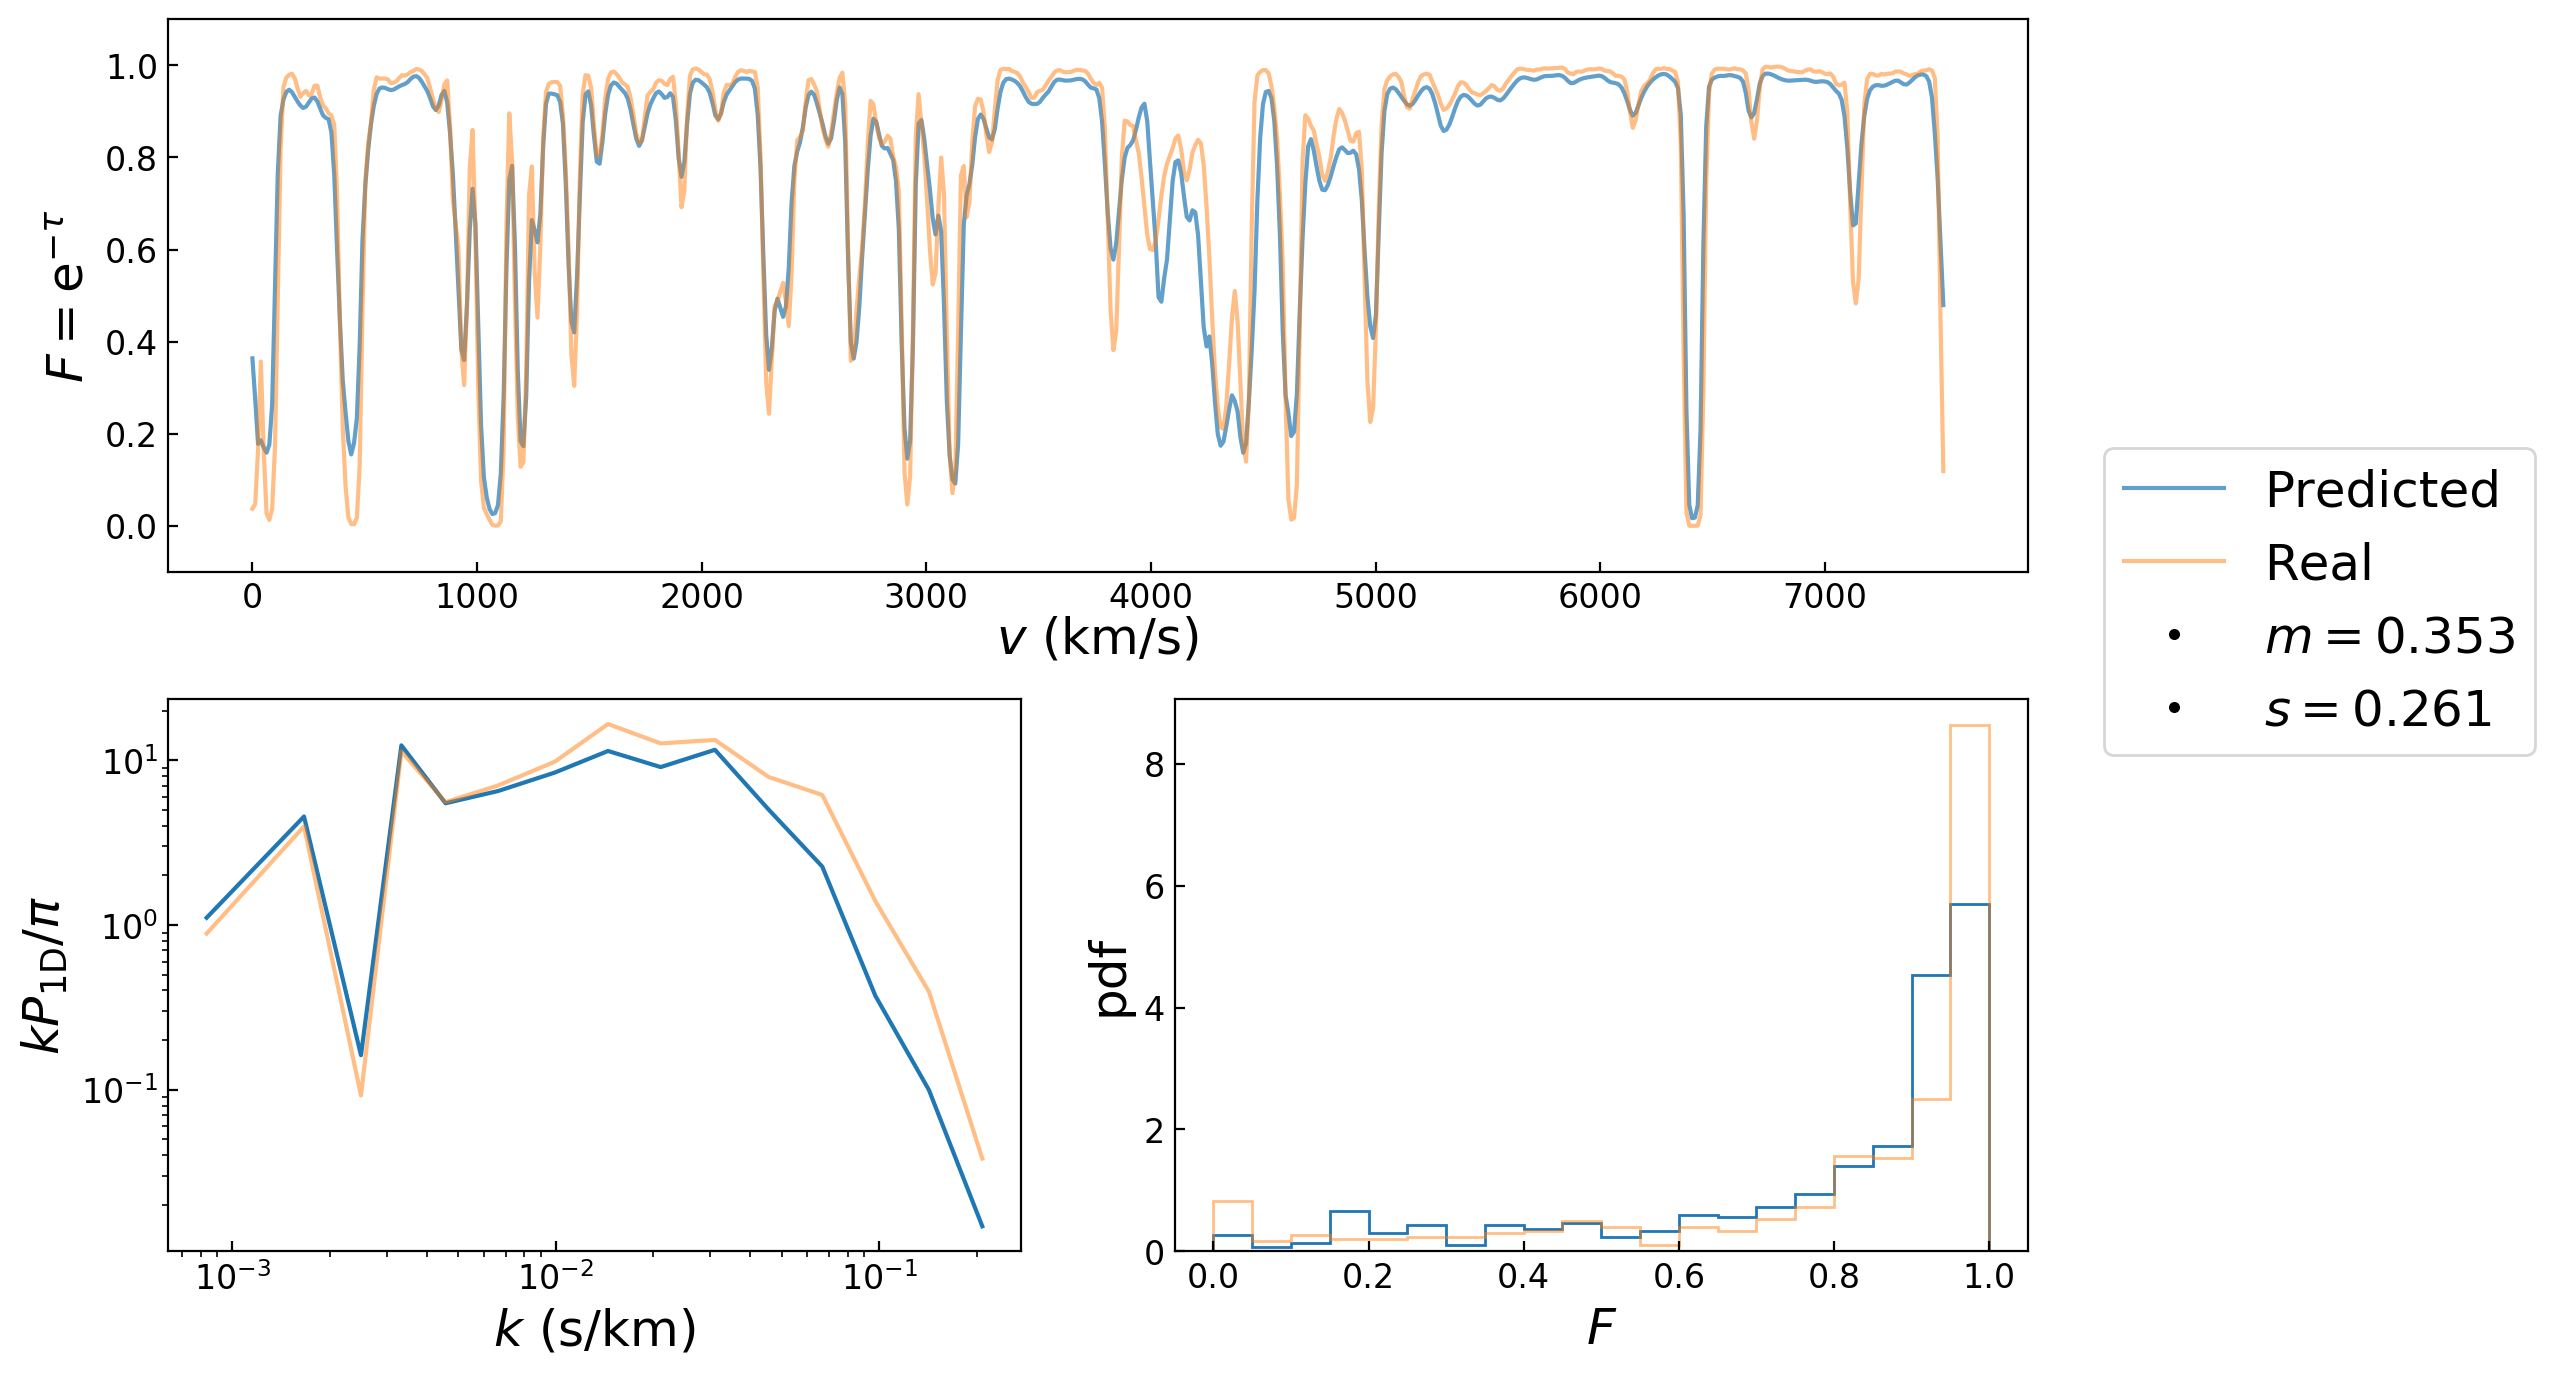 1.0
0.8
0.6
0.4
0.2
0.0
F = e^{−τ}
0 1000 2000 3000 4000 5000 6000 7000
v (km/s)
Predicted
Real
m = 0.353
s = 0.261
10^1
10^0
10^{−1}
kP_{1D}/π
10^{−3} 10^{−2} 10^{−1}
k (s/km)
8
6
4
2
0
pdf
0.0 0.2 0.4 0.6 0.8 1.0
F